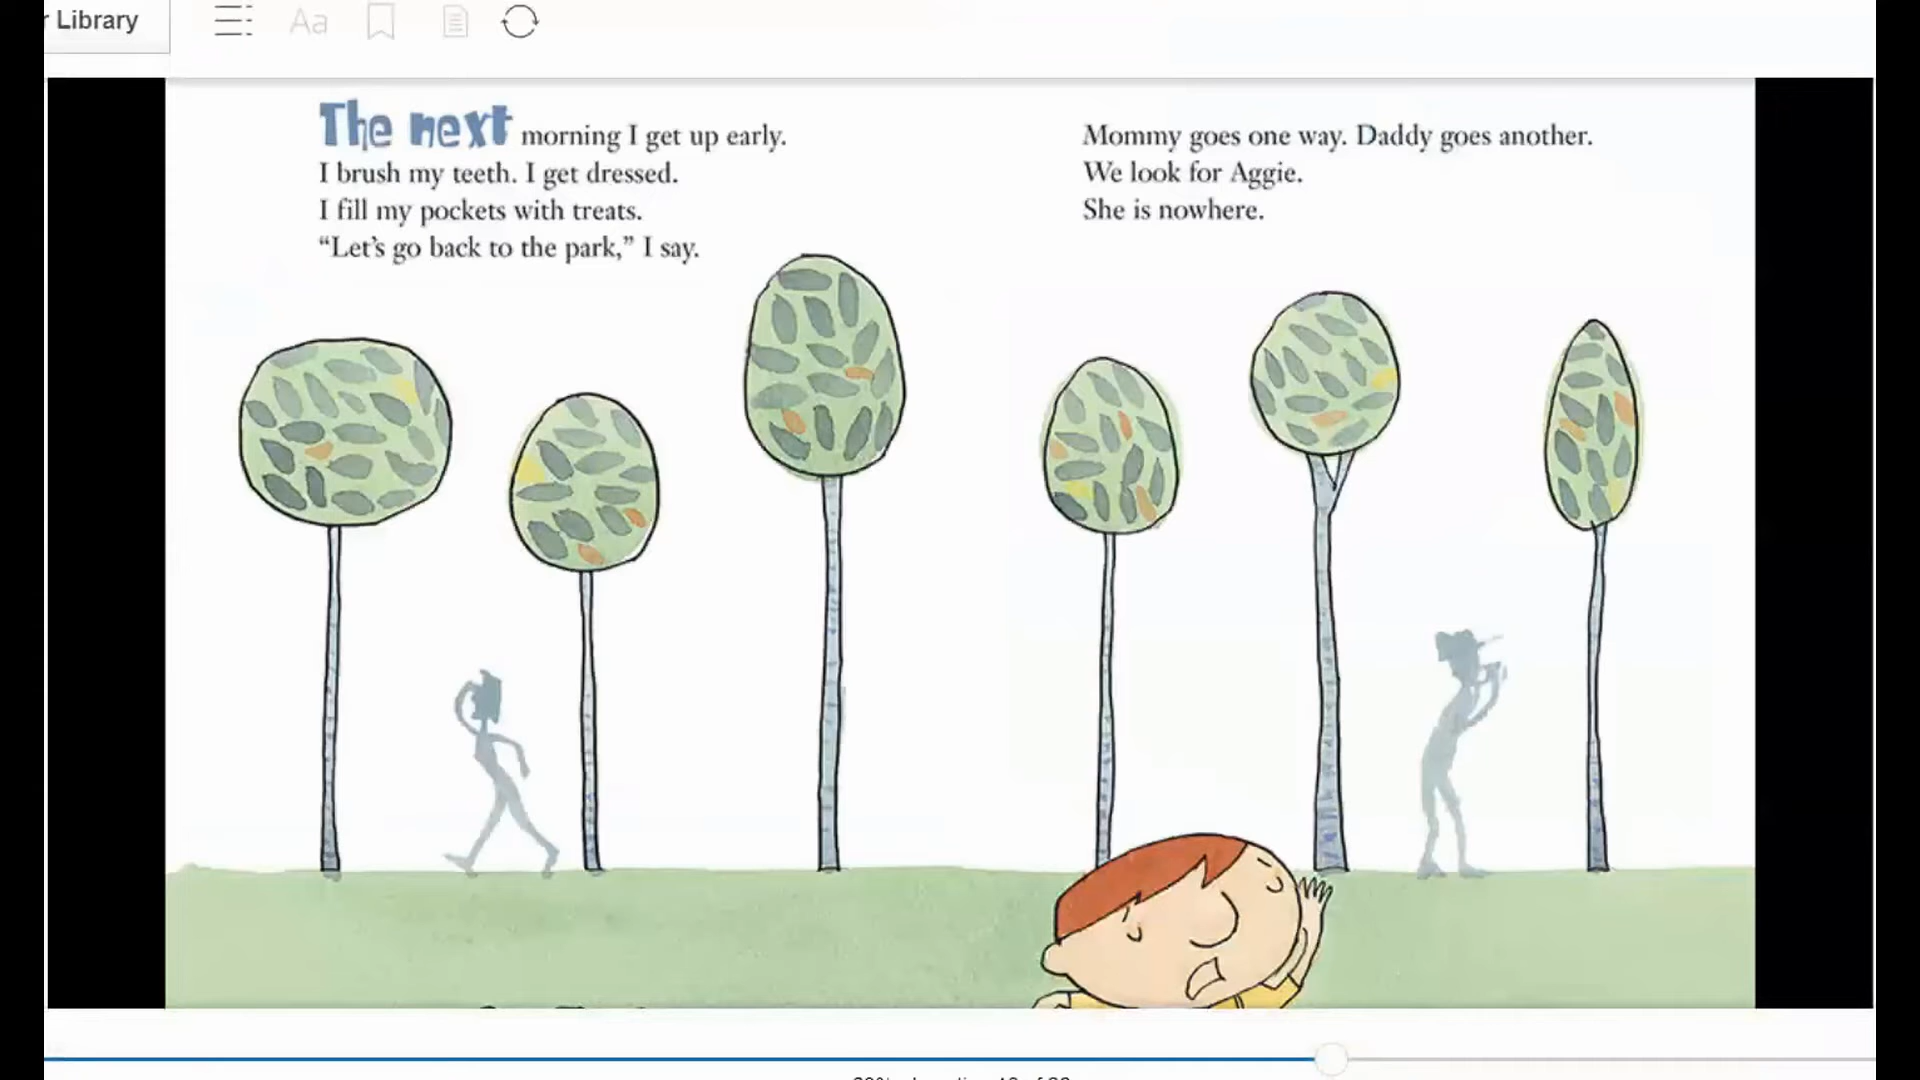 Library
Aa
The next morning I get up early.
I brush my teeth. I get dressed.
I fill my pockets with treats.
“Let’s go back to the park,” I say.
Mommy goes one way. Daddy goes another.
We look for Aggie.
She is nowhere.